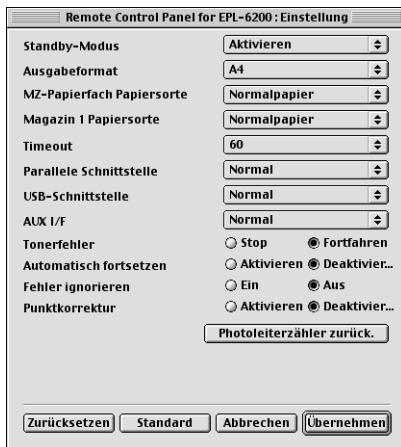 Remote Control Panel for EPL-6200 : Einstellung
Standby-Modus Aktivieren
Ausgabeformat A4
MZ-Papierfach Papiersorte Normalpapier
Magazin 1 Papiersorte Normalpapier
Timeout 60
Parallele Schnittstelle Normal
USB-Schnittstelle Normal
AUX I/F Normal
Tonerfehler Stop Fortfahren
Automatisch fortsetzen Aktivieren Deaktivier...
Fehler ignorieren Ein Aus
Punktkorrektur Aktivieren Deaktivier...
Photoleiterzähler zurück.
Zurücksetzen Standard Abbrechen Übernehmen